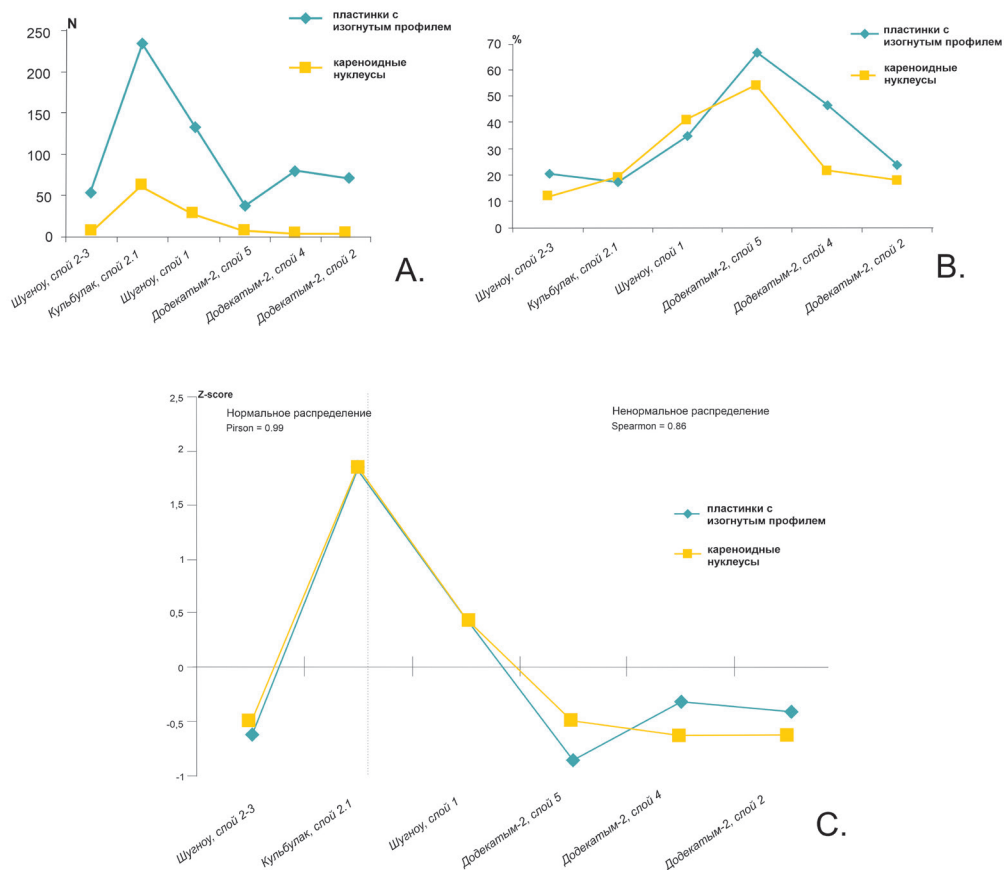 N
пластинки с
изогнутым профилем
кареноидные
нуклеусы
250
200
150
100
50
0
Шугноу, слой 2-3
Кульбулак, слой 2.1
Шугноу, слой 1
Додекатым-2, слой 5
Додекатым-2, слой 4
Додекатым-2, слой 2
A.
%
пластинки с
изогнутым профилем
кареноидные
нуклеусы
70
60
50
40
30
20
10
0
Шугноу, слой 2-3
Кульбулак, слой 2.1
Шугноу, слой 1
Додекатым-2, слой 5
Додекатым-2, слой 4
Додекатым-2, слой 2
B.
Z-score
2,5
2
1,5
1
0,5
0
-0,5
-1
Нормальное распределение
Pirson = 0.99
Ненормальное распределение
Spearmon = 0.86
пластинки с
изогнутым профилем
кареноидные
нуклеусы
Шугноу, слой 2-3
Кульбулак, слой 2.1
Шугноу, слой 1
Додекатым-2, слой 5
Додекатым-2, слой 4
Додекатым-2, слой 2
C.